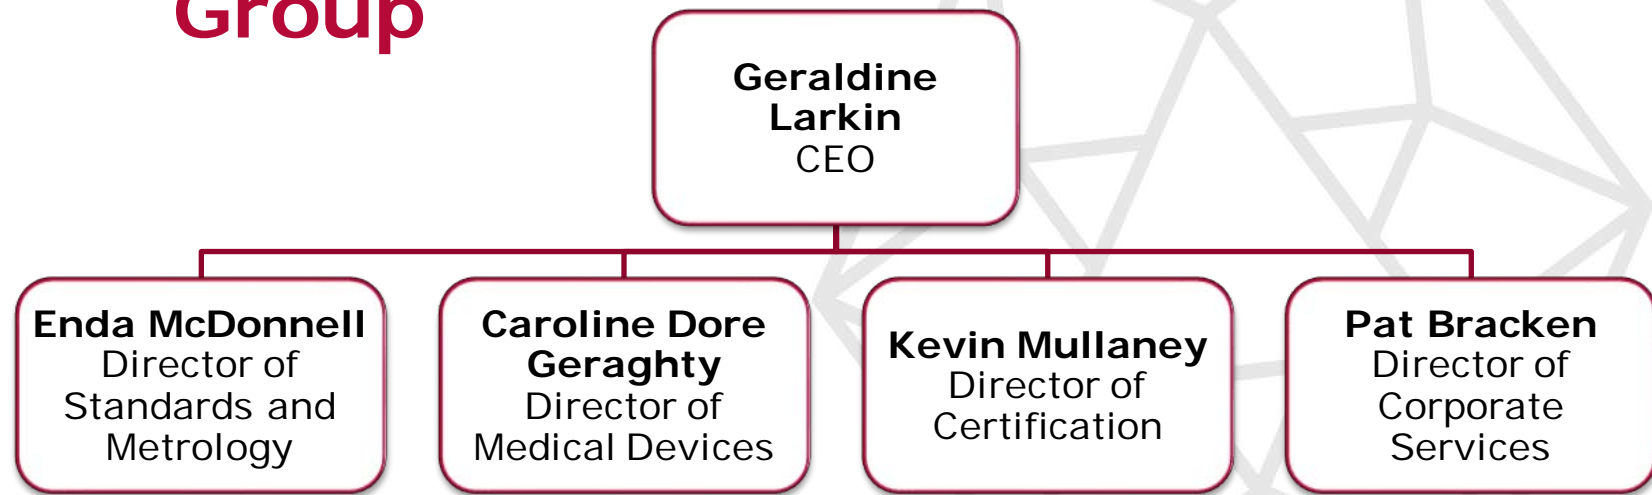 Group
Geraldine
Larkin
CEO
Enda McDonnell
Director of
Standards and
Metrology
Caroline Dore
Geraghty
Director of
Medical Devices
Kevin Mullaney
Director of
Certification
Pat Bracken
Director of
Corporate
Services